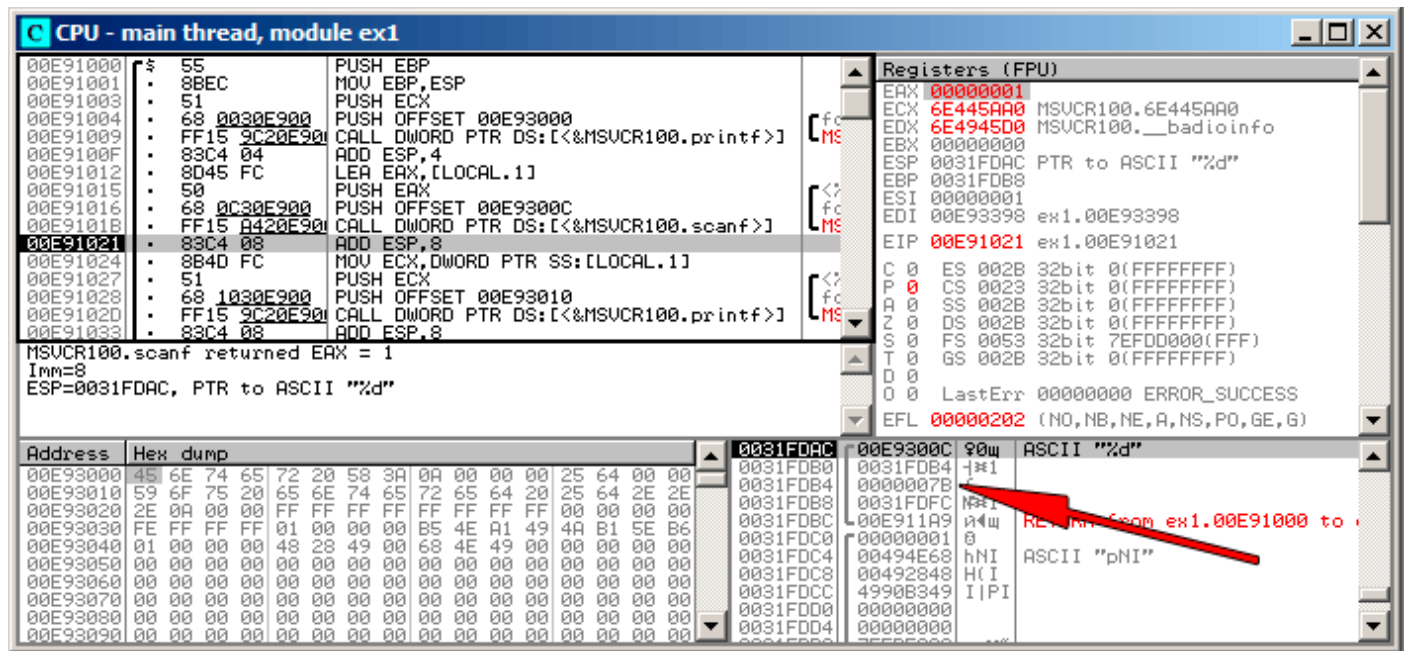 C CPU - main thread, module ex1
00E91000 $ 55 PUSH EBP
00E91001 . 8BEC MOV EBP,ESP
00E91003 . 51 PUSH ECX
00E91004 . 68 0030E900 PUSH OFFSET 00E93000
00E91009 . FF15 9C20E90 CALL DWORD PTR DS:[<&MSVCR100.printf>]
00E9100F . 83C4 04 ADD ESP,4
00E91012 . 8D45 FC LEA EAX,[LOCAL.1]
00E91015 . 50 PUSH EAX
00E91016 . 68 0C30E900 PUSH OFFSET 00E9300C
00E9101B . FF15 A420E90 CALL DWORD PTR DS:[<&MSVCR100.scanf>]
00E91021 . 83C4 08 ADD ESP,8
00E91024 . 8B4D FC MOV ECX,DWORD PTR SS:[LOCAL.1]
00E91027 . 51 PUSH ECX
00E91028 . 68 1030E900 PUSH OFFSET 00E93010
00E9102D . FF15 9C20E90 CALL DWORD PTR DS:[<&MSVCR100.printf>]
00E91033 . 83C4 08 ADD ESP,8
MSVCR100.scanf returned EAX = 1
Imm=8
ESP=0031FDAC, PTR to ASCII "%d"
Registers (FPU)
EAX 00000001
ECX 6E445AA0 MSVCR100.6E445AA0
EDX 6E4945D0 MSVCR100.__badioinfo
EBX 00000000
ESP 0031FDAC PTR to ASCII "%d"
EBP 0031FDB8
ESI 00000001
EDI 00E93398 ex1.00E93398
EIP 00E91021 ex1.00E91021
C 0 ES 002B 32bit 0(FFFFFFFF)
P 0 CS 0023 32bit 0(FFFFFFFF)
A 0 SS 002B 32bit 0(FFFFFFFF)
Z 0 DS 002B 32bit 0(FFFFFFFF)
S 0 FS 0053 32bit 7EFDD000(FFF)
T 0 GS 002B 32bit 0(FFFFFFFF)
D 0
O 0 LastErr 00000000 ERROR_SUCCESS
EFL 00000202 (NO,NB,NE,A,NS,PO,GE,G)
Address Hex dump
00E93000 45 6E 74 65 72 20 58 3A 0A 00 00 00 25 64 00 00
00E93010 59 6F 75 20 65 6E 74 65 72 65 64 20 25 64 2E 2E
00E93020 2E 0A 00 00 FF FF FF FF FF FF FF FF 00 00 00 00
00E93030 FE FF FF FF 01 00 00 00 B5 4E A1 49 4A B1 5E B6
00E93040 01 00 00 00 48 28 49 00 68 4E 49 00 00 00 00 00
00E93050 00 00 00 00 00 00 00 00 00 00 00 00 00 00 00 00
00E93060 00 00 00 00 00 00 00 00 00 00 00 00 00 00 00 00
00E93070 00 00 00 00 00 00 00 00 00 00 00 00 00 00 00 00
00E93080 00 00 00 00 00 00 00 00 00 00 00 00 00 00 00 00
00E93090 00 00 00 00 00 00 00 00 00 00 00 00 00 00 00 00
0031FDAC 00E9300C ♀0щ ASCII "%d"
0031FDB0 0031FDB4
0031FDB4 0000007B {
0031FDB8 0031FDFC
0031FDBC 00E911A9 RETURN from ex1.00E91000 to
0031FDC0 00000001 ☺
0031FDC4 00494E68 hNI ASCII "pNI"
0031FDC8 00492848 H(I
0031FDCC 4990B349 I|PI
0031FDD0 00000000
0031FDD4 00000000